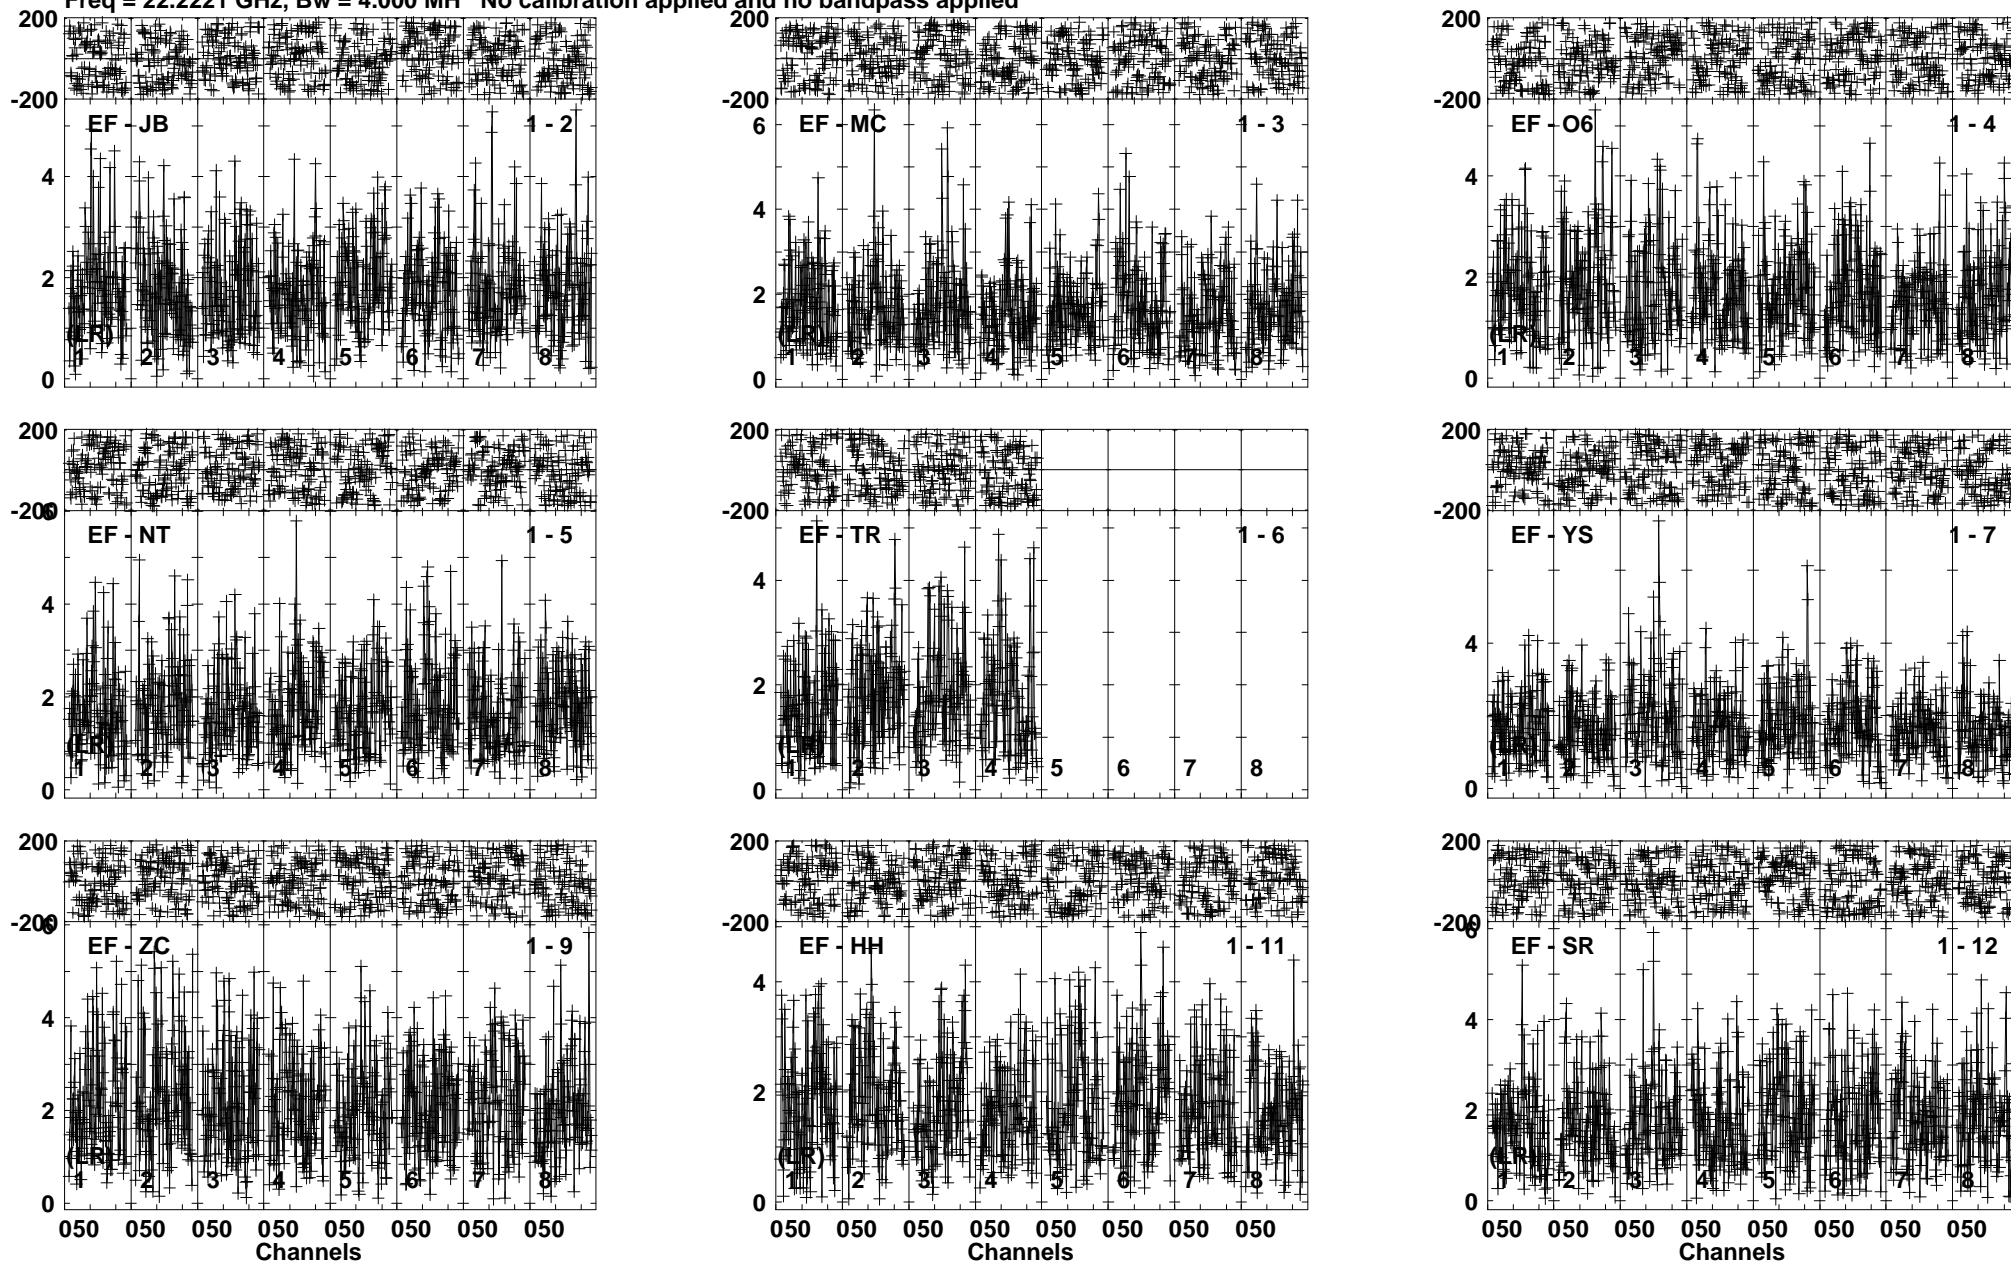 Freq = 22.2221 GHz, Bw = 4.000 MH No calibration applied and no bandpass applied
200 200 200
-200 -200 -200
EF - JB 1 - 2
4
2
0
(LR)
1 2 3 4 5 6 7 8
EF - MC 1 - 3
6
4
2
0
(LR)
1 2 3 4 5 6 7 8
EF - O6 1 - 4
4
2
0
(LR)
1 2 3 4 5 6 7 8
200 200 200
-200 -200 -200
6
EF - NT 1 - 5
4
2
0
(LR)
1 2 3 4 5 6 7 8
EF - TR 1 - 6
4
2
0
(LR)
1 2 3 4 5 6 7 8
EF - YS 1 - 7
4
0
(LR)
1 2 3 4 5 6 7 8
200 200 200
-200 -200 -200
6
EF - ZC 1 - 9
4
2
0
(LR)
1 2 3 4 5 6 7 8
EF - HH 1 - 11
4
2
0
(LR)
1 2 3 4 5 6 7 8
6
EF - SR 1 - 12
4
2
0
(LR)
1 2 3 4 5 6 7 8
050 050 050 050 050 050 050 050
Channels
050 050 050 050 050 050 050 050
Channels
050 050 050 050 050 050 050 050
Channels